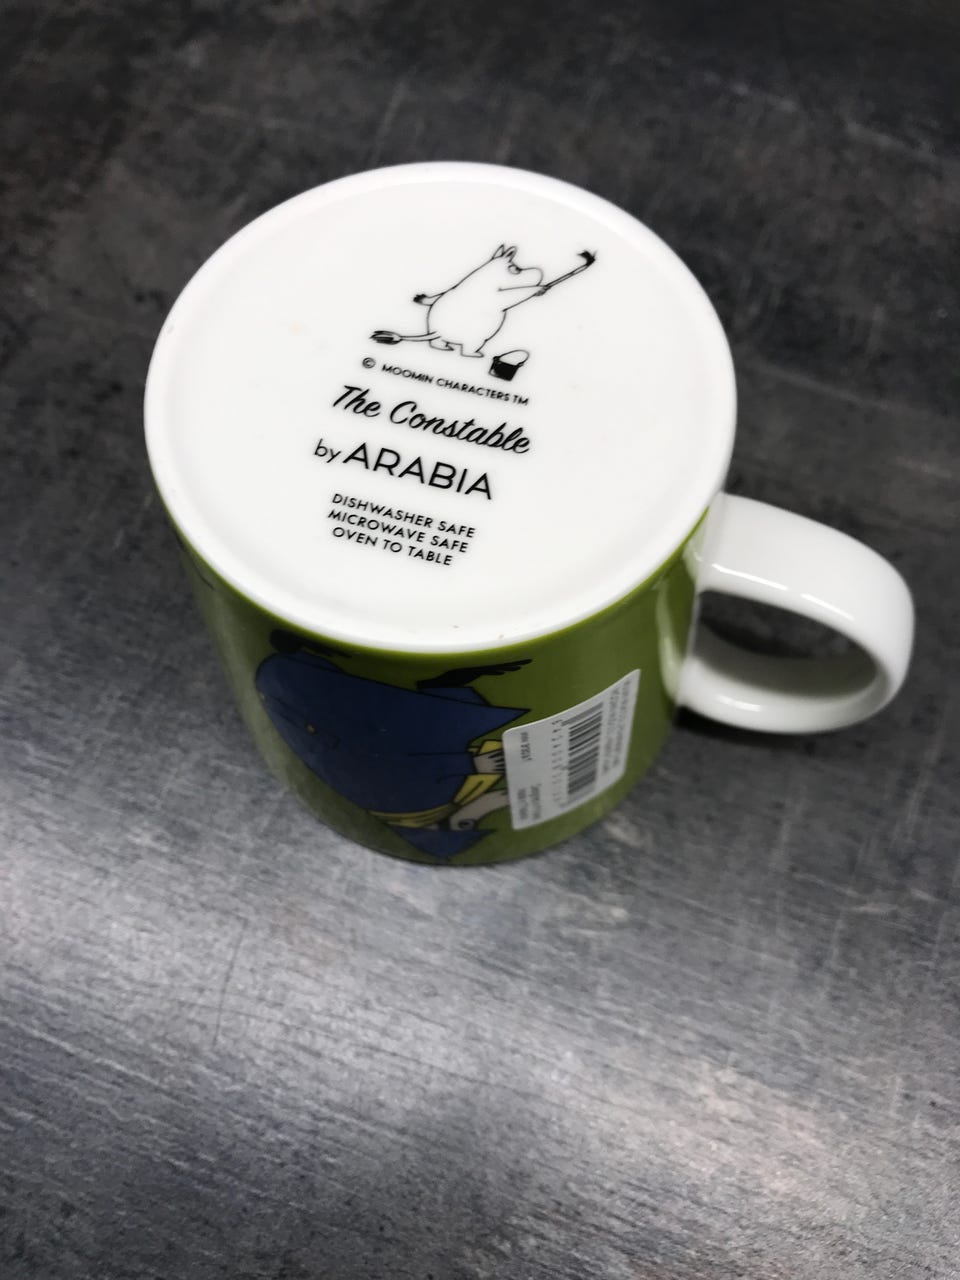 © MOOMIN CHARACTERS TM
The Constable
by ARABIA
DISHWASHER SAFE
MICROWAVE SAFE
OVEN TO TABLE